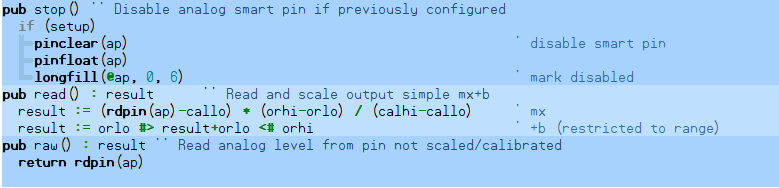 pub stop() '' Disable analog smart pin if previously configured
if (setup)
pinclear(ap) ' disable smart pin
pinfloat(ap)
longfill(@ap, 0, 6) ' mark disabled
pub read() : result '' Read and scale output simple mx+b
result := (rdpin(ap)-callo) * (orhi-orlo) / (calhi-callo) ' mx
result := orlo #> result+orlo <# orhi ' +b (restricted to range)
pub raw() : result '' Read analog level from pin not scaled/calibrated
return rdpin(ap)